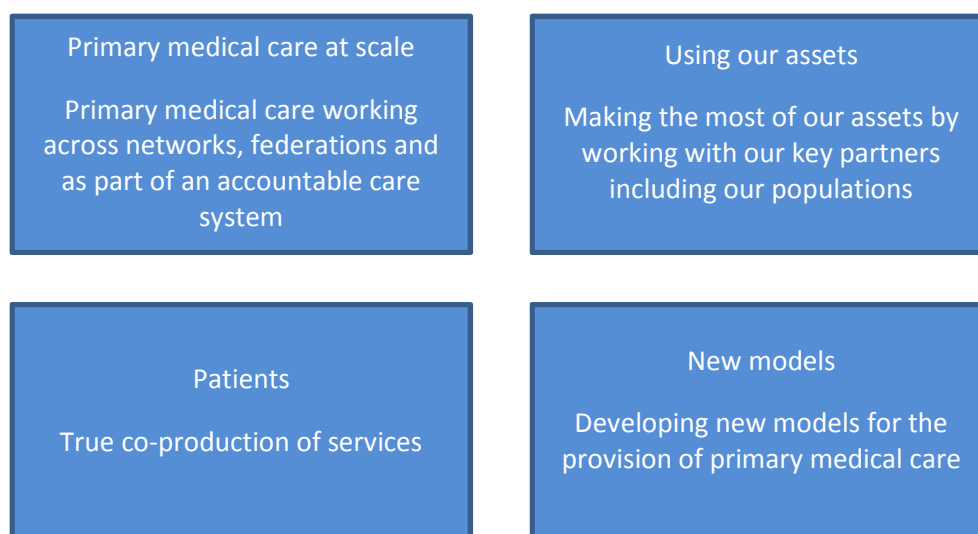 Primary medical care at scale
Primary medical care working
across networks, federations and
as part of an accountable care
system
Using our assets
Making the most of our assets by
working with our key partners
including our populations
Patients
True co-production of services
New models
Developing new models for the
provision of primary medical care